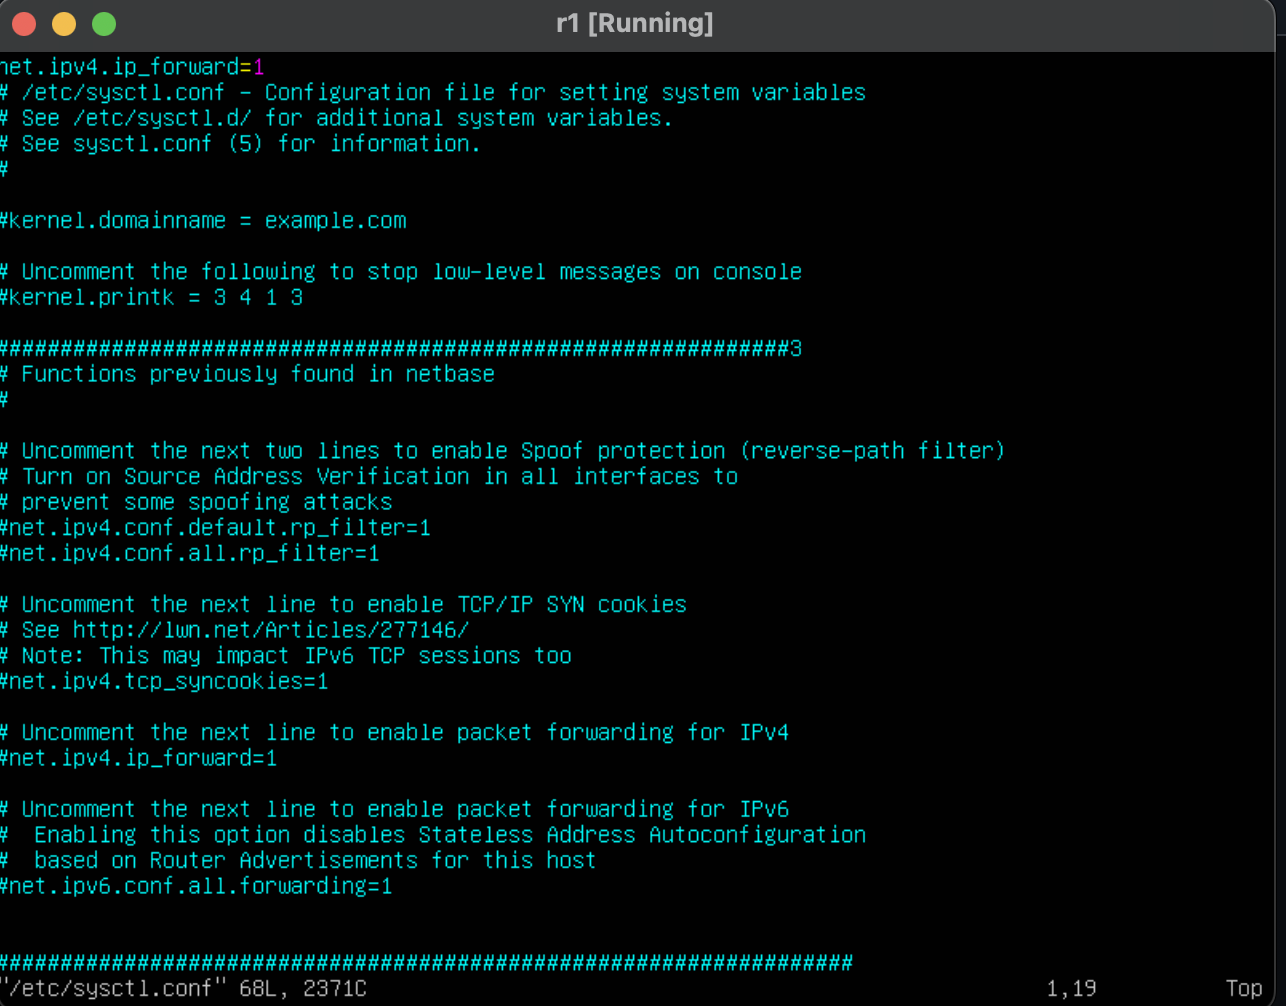 r1 [Running]
net.ipv4.ip_forward=1
# /etc/sysctl.conf - Configuration file for setting system variables
# See /etc/sysctl.d/ for additional system variables.
# See sysctl.conf (5) for information.
#
#kernel.domainname = example.com
# Uncomment the following to stop low-level messages on console
#kernel.printk = 3 4 1 3
##############################################################3
# Functions previously found in netbase
#
# Uncomment the next two lines to enable Spoof protection (reverse-path filter)
# Turn on Source Address Verification in all interfaces to
# prevent some spoofing attacks
#net.ipv4.conf.default.rp_filter=1
#net.ipv4.conf.all.rp_filter=1
# Uncomment the next line to enable TCP/IP SYN cookies
# See http://lwn.net/Articles/277146/
# Note: This may impact IPv6 TCP sessions too
#net.ipv4.tcp_syncookies=1
# Uncomment the next line to enable packet forwarding for IPv4
#net.ipv4.ip_forward=1
# Uncomment the next line to enable packet forwarding for IPv6
#  Enabling this option disables Stateless Address Autoconfiguration
#  based on Router Advertisements for this host
#net.ipv6.conf.all.forwarding=1
###################################################################
"/etc/sysctl.conf" 68L, 2371C 1,19 Top